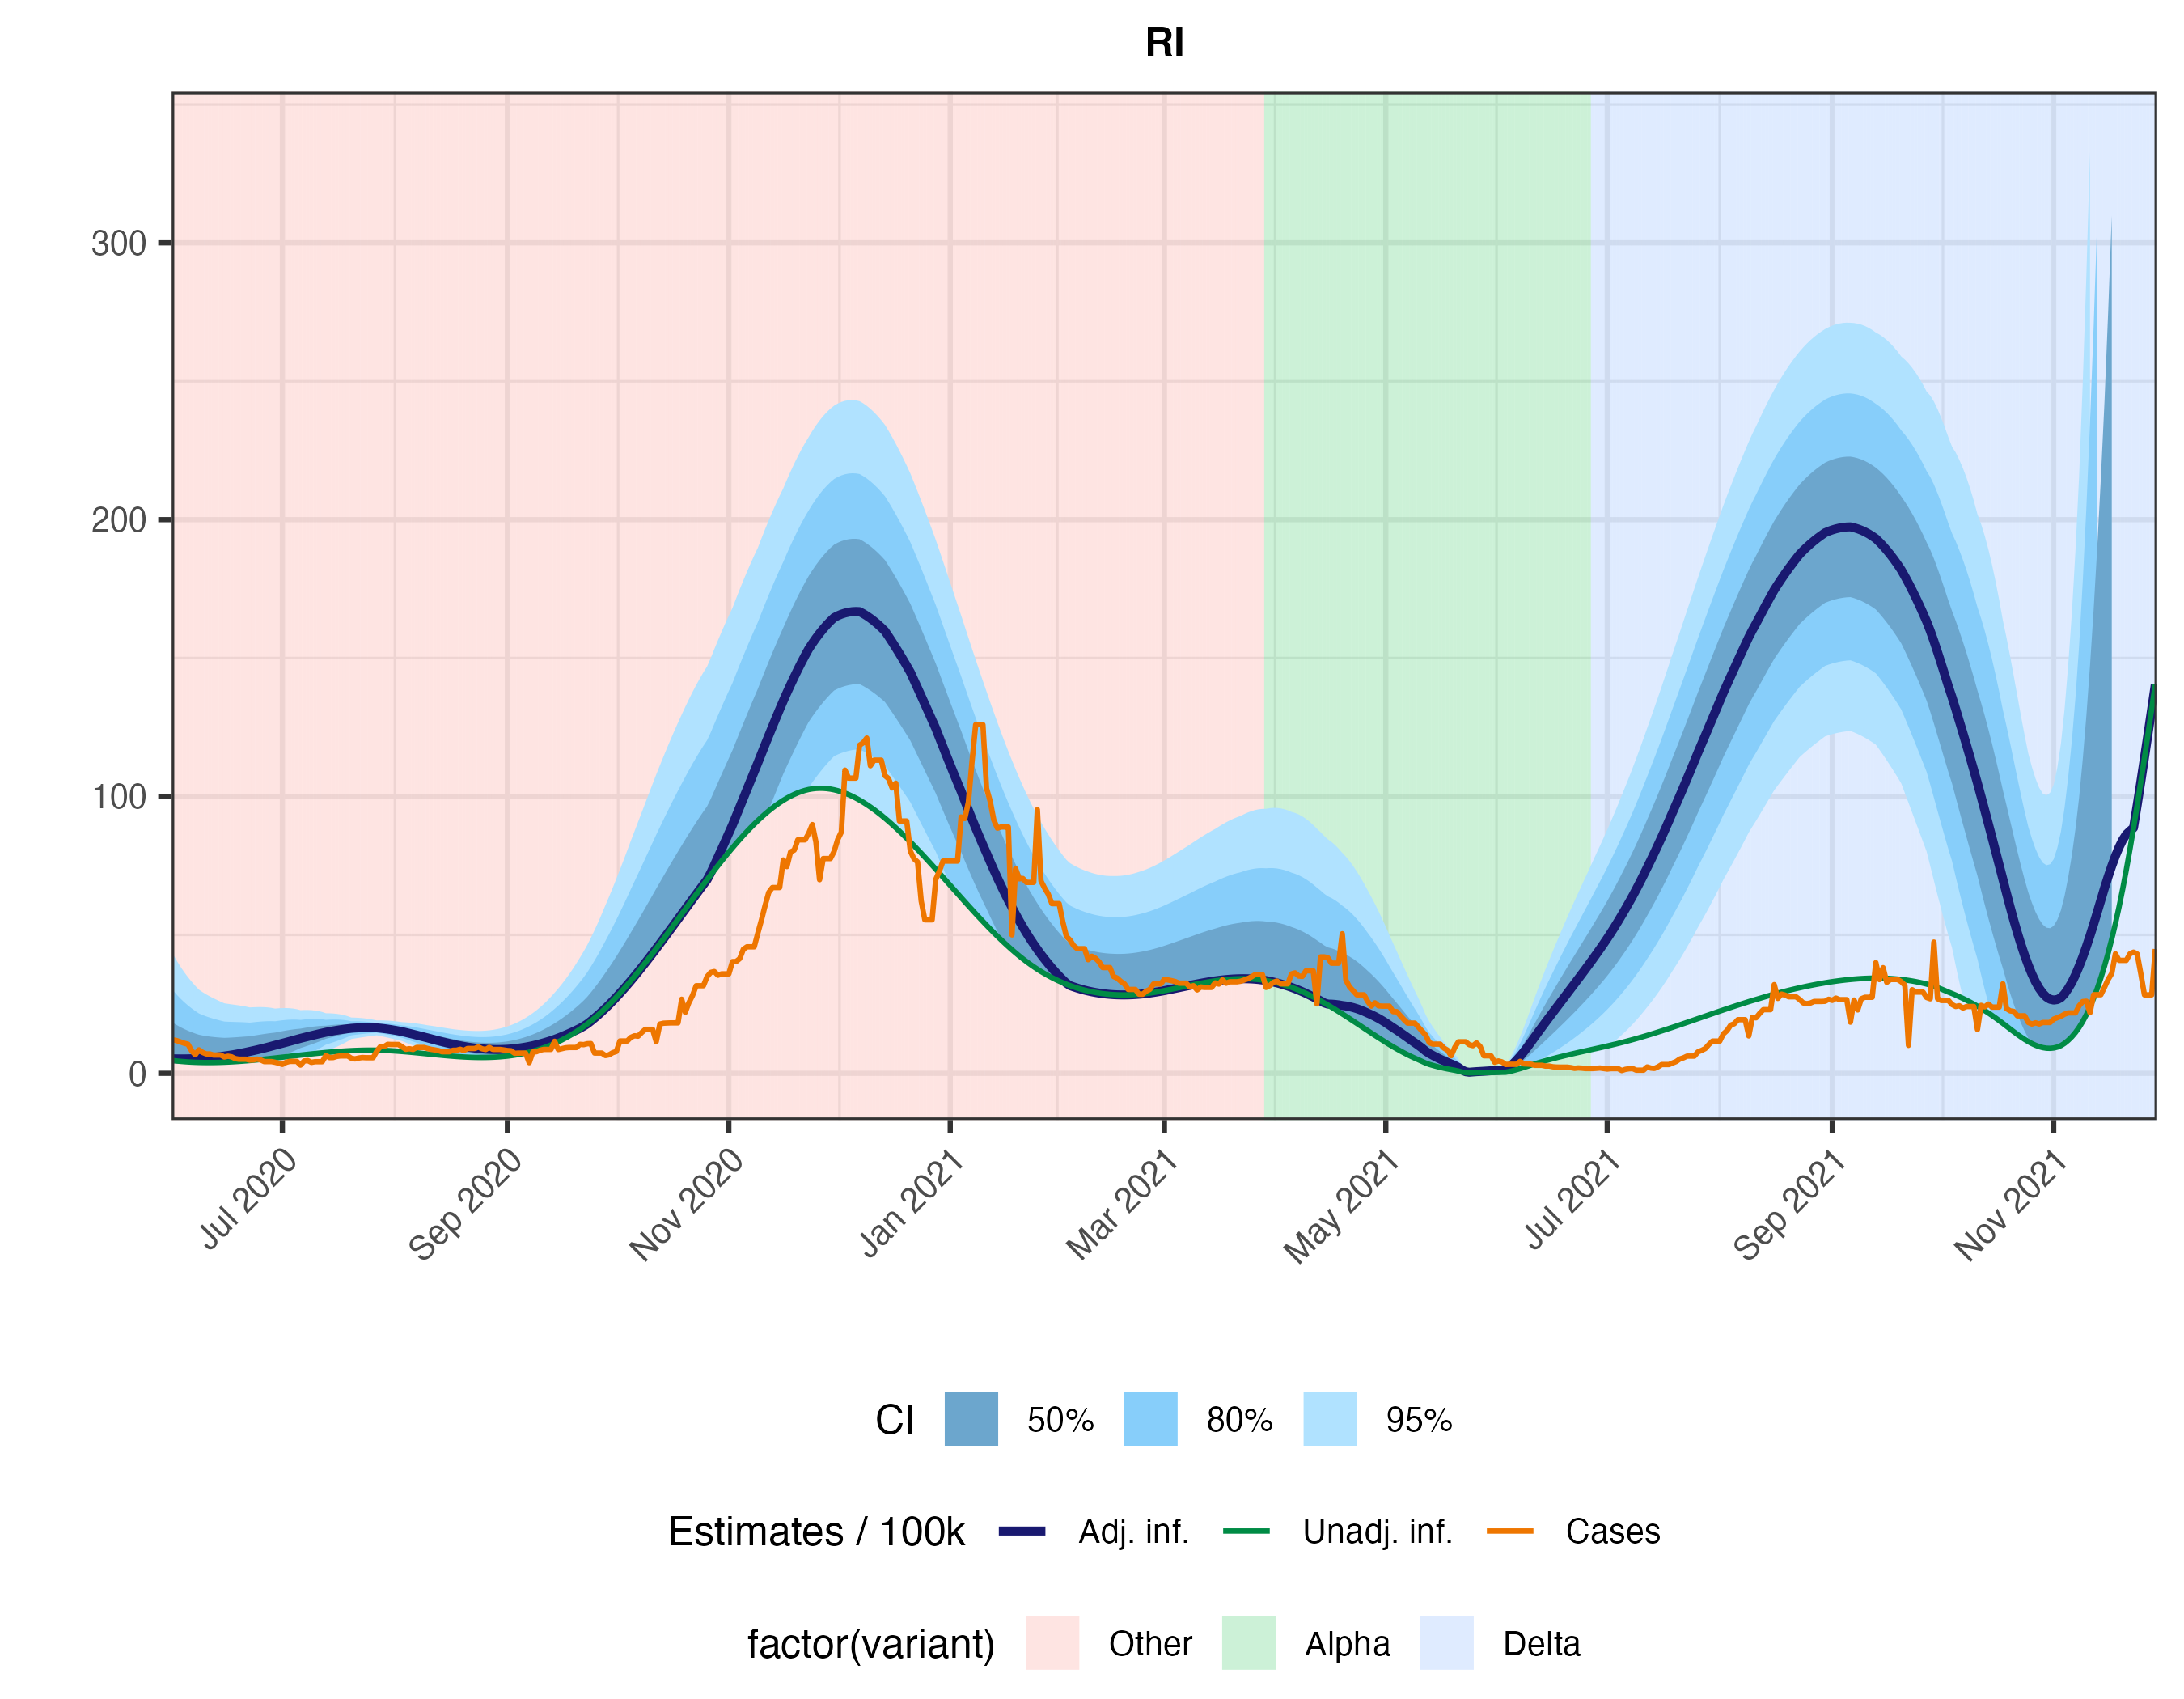 RI
300
200
100
0
Jul 2020
Sep 2020
Nov 2020
Jan 2021
Mar 2021
May 2021
Jul 2021
Sep 2021
Nov 2021
CI 50% 80% 95%
Estimates / 100k Adj. inf. Unadj. inf. Cases
factor(variant) Other Alpha Delta